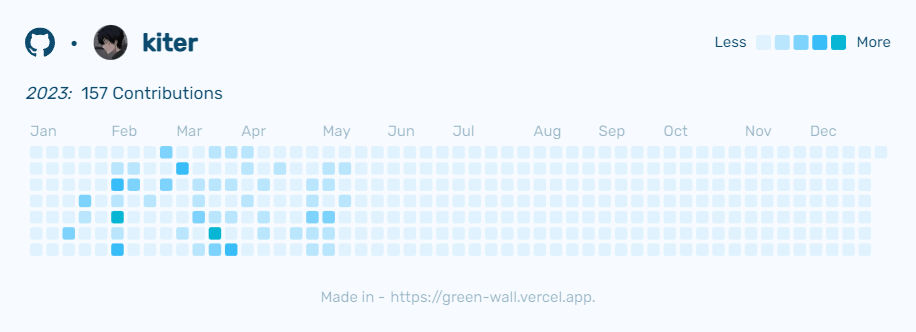 • kiter
Less More
2023: 157 Contributions
Jan Feb Mar Apr May Jun Jul Aug Sep Oct Nov Dec
Made in - https://green-wall.vercel.app.